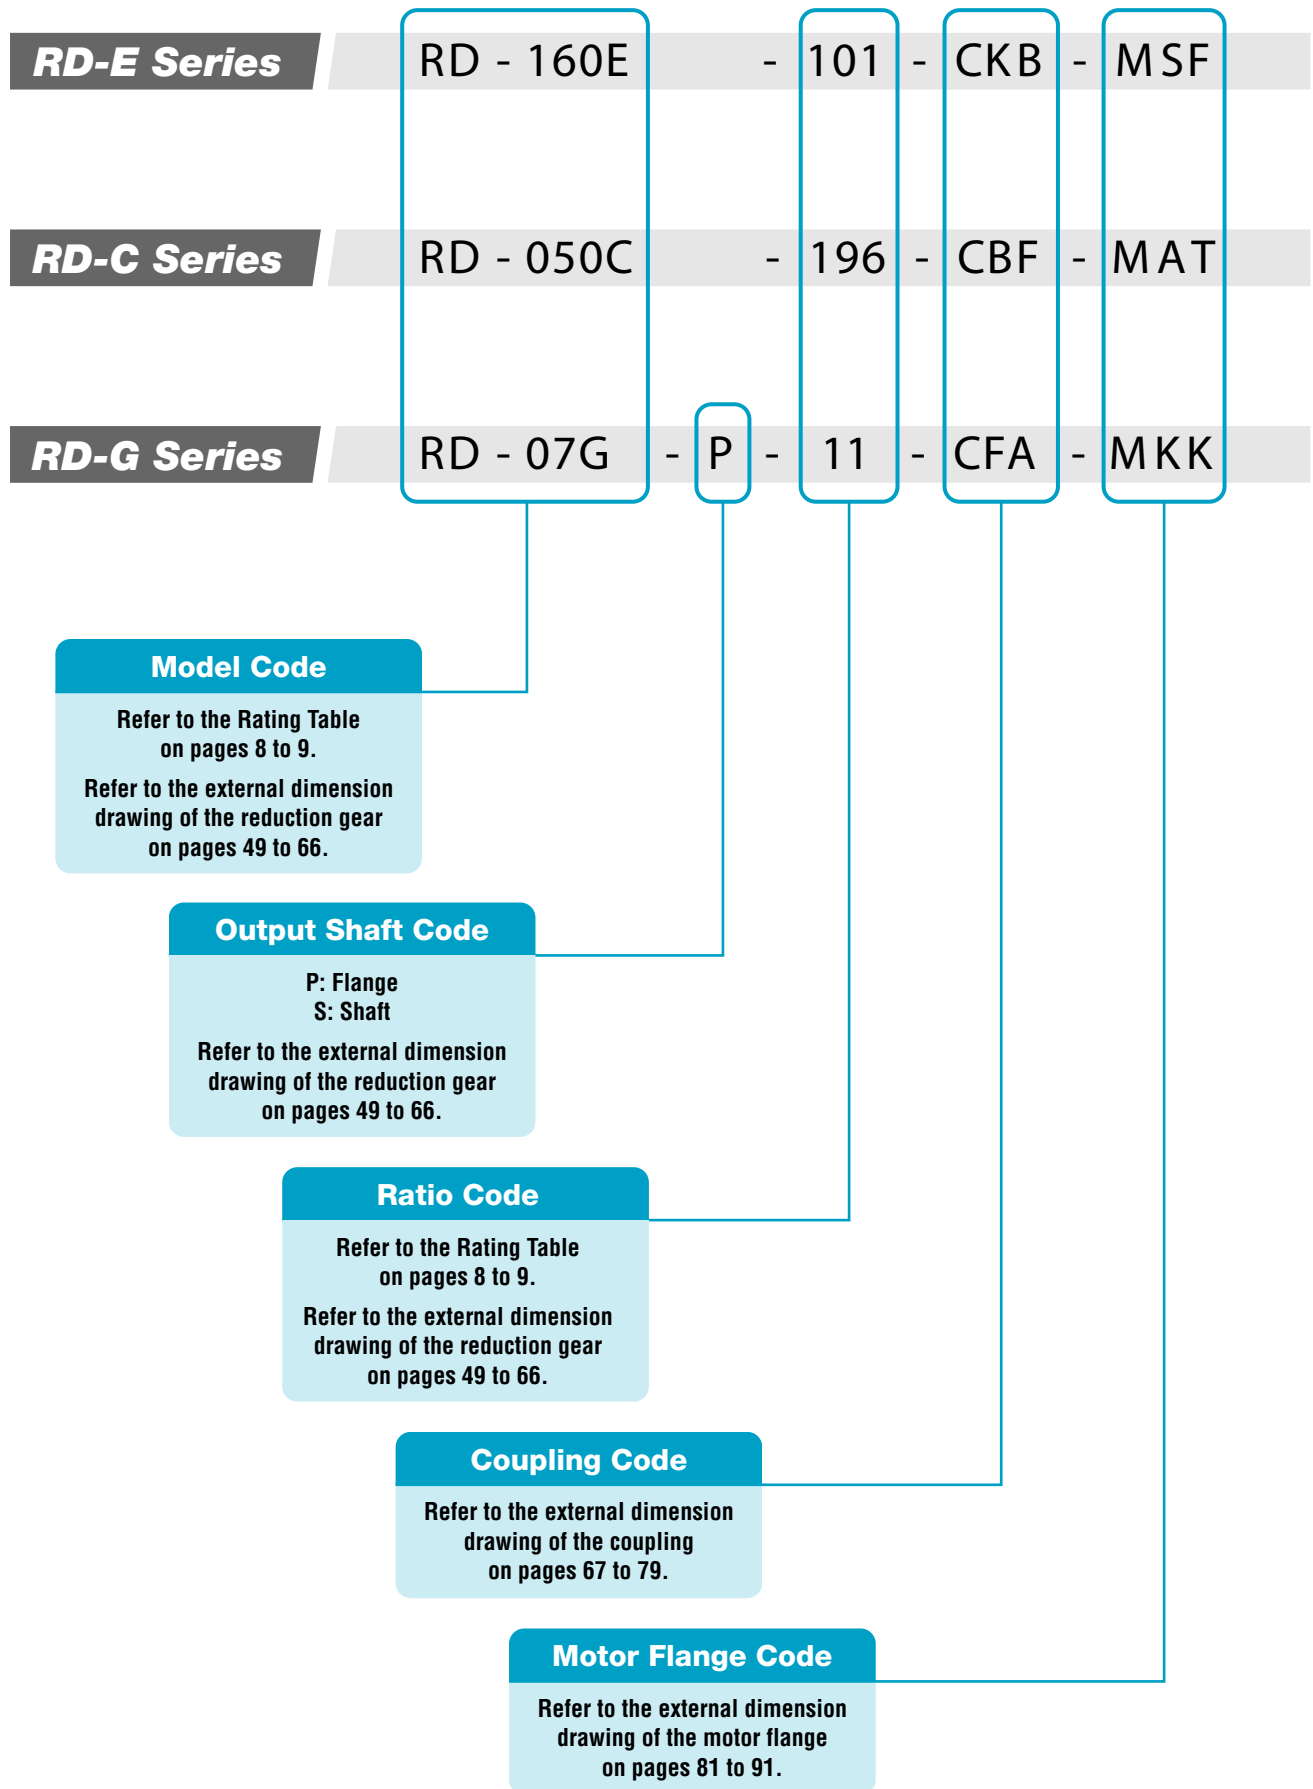 RD-E Series RD - 160E - 101 - CKB - MSF
RD-C Series RD - 050C - 196 - CBF - MAT
RD-G Series RD - 07G - P - 11 - CFA - MKK
Model Code
Refer to the Rating Table
on pages 8 to 9.
Refer to the external dimension
drawing of the reduction gear
on pages 49 to 66.
Output Shaft Code
P: Flange
S: Shaft
Refer to the external dimension
drawing of the reduction gear
on pages 49 to 66.
Ratio Code
Refer to the Rating Table
on pages 8 to 9.
Refer to the external dimension
drawing of the reduction gear
on pages 49 to 66.
Coupling Code
Refer to the external dimension
drawing of the coupling
on pages 67 to 79.
Motor Flange Code
Refer to the external dimension
drawing of the motor flange
on pages 81 to 91.